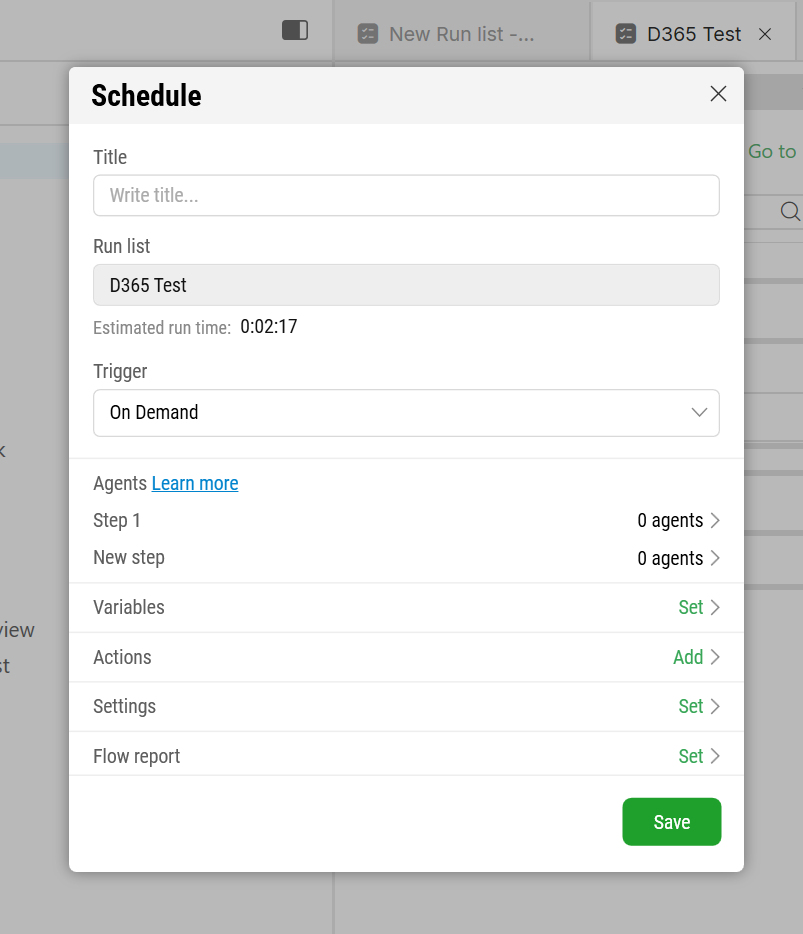 New Run list -...
D365 Test
Schedule
Go to
Title
Write title...
Run list
D365 Test
Estimated run time: 0:02:17
Trigger
On Demand
Agents Learn more
Step 1 0 agents
New step 0 agents
Variables Set
Actions Add
Settings Set
Flow report Set
Save